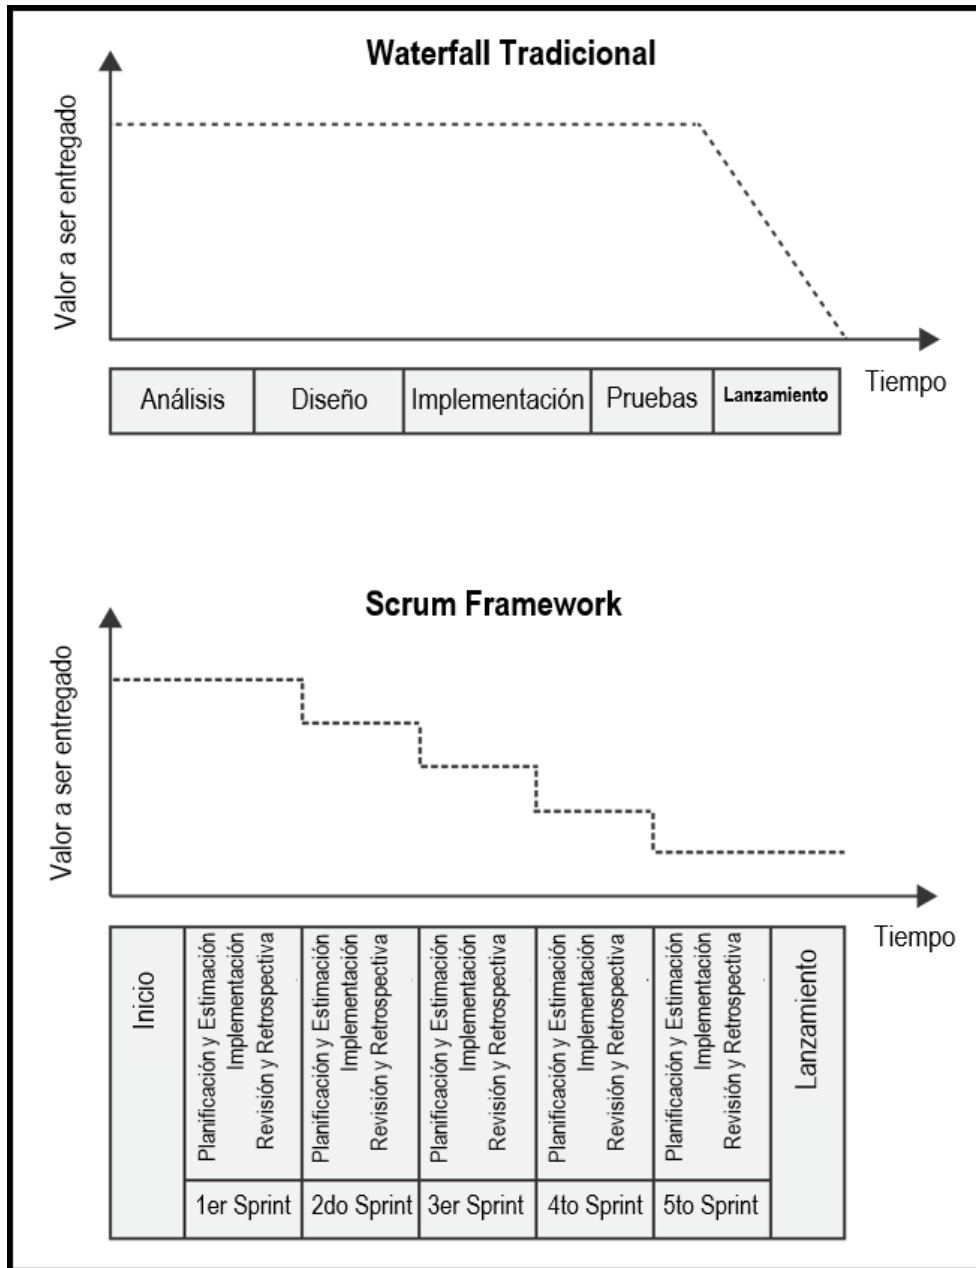 Waterfall Tradicional
Valor a ser entregado
Tiempo
Análisis
Diseño
Implementación
Pruebas
Lanzamiento
Scrum Framework
Valor a ser entregado
Tiempo
Inicio
Planificación y Estimación
Implementación
Revisión y Retrospectiva
1er Sprint
Planificación y Estimación
Implementación
Revisión y Retrospectiva
2do Sprint
Planificación y Estimación
Implementación
Revisión y Retrospectiva
3er Sprint
Planificación y Estimación
Implementación
Revisión y Retrospectiva
4to Sprint
Planificación y Estimación
Implementación
Revisión y Retrospectiva
5to Sprint
Lanzamiento